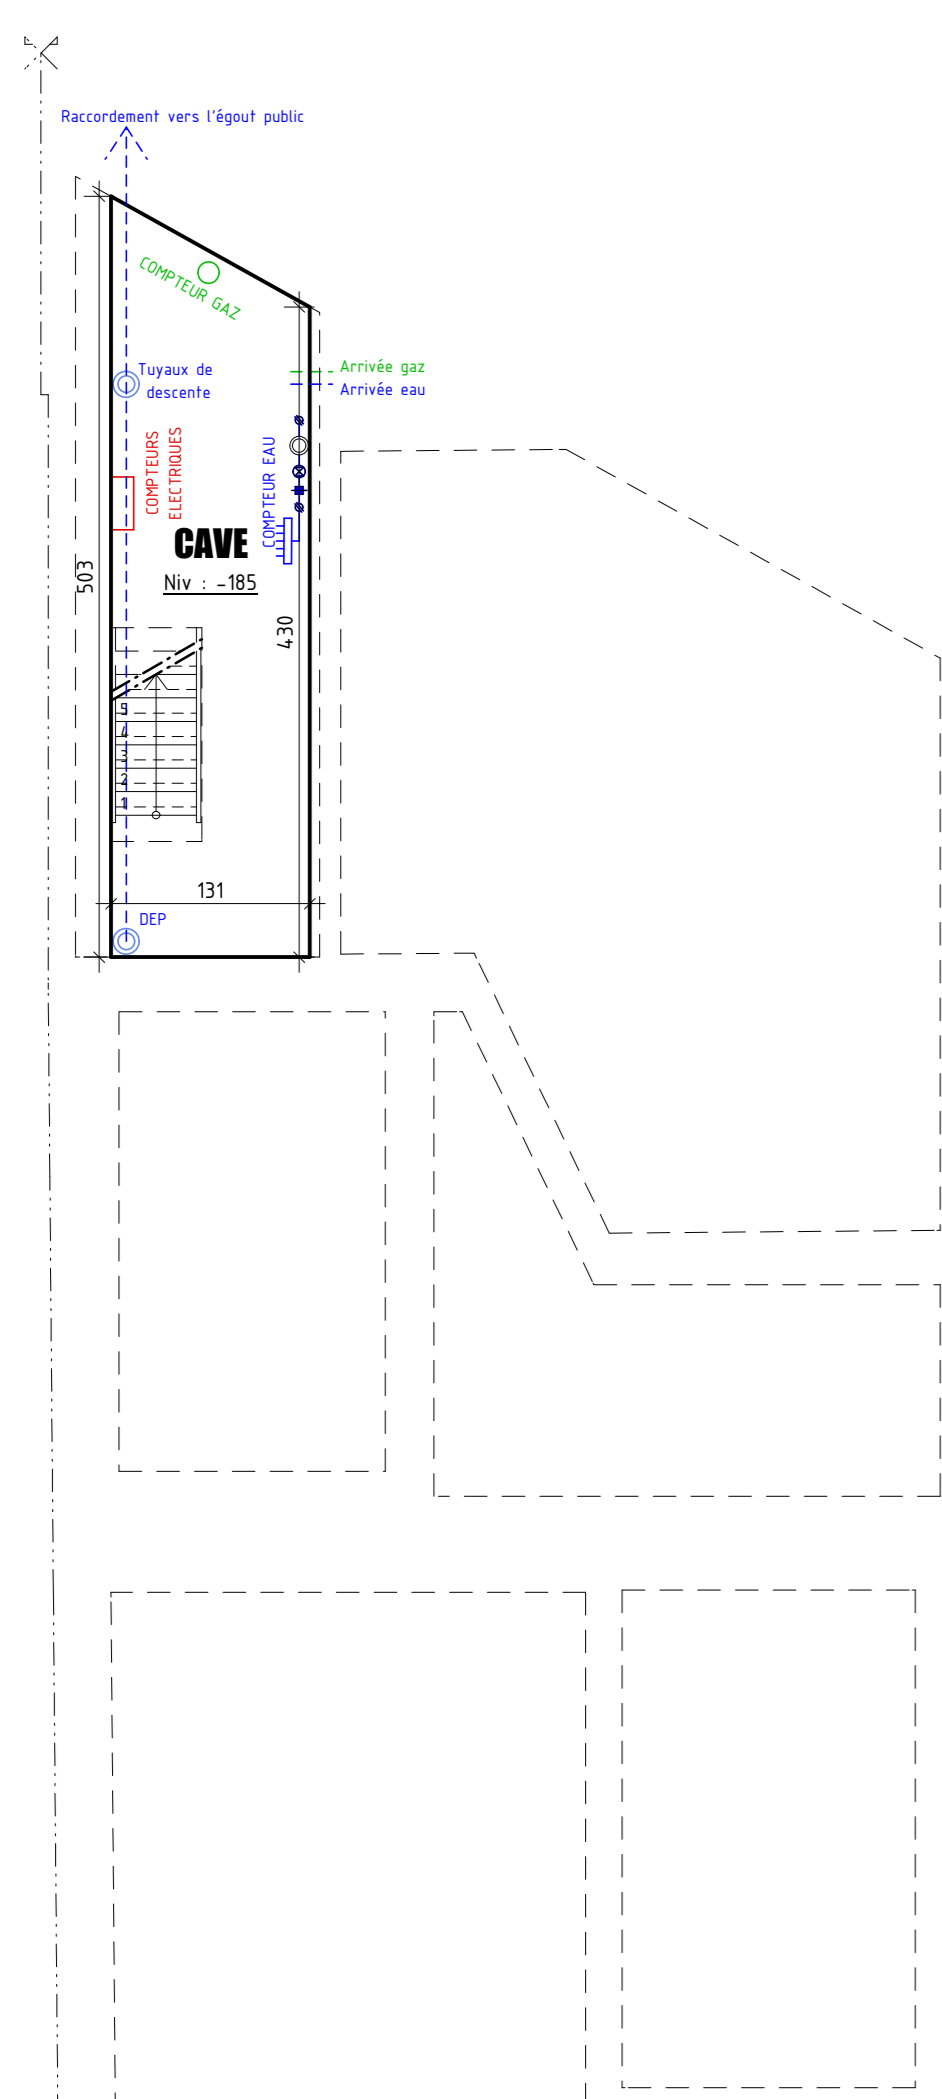 Raccordement vers l'égout public
COMPTEUR GAZ
Tuyaux de
descente
Arrivée gaz
Arrivée eau
COMPTEURS
ELECTRIQUES
COMPTEUR EAU
CAVE
Niv : -185
503
430
5
4
3
2
1
131
DEP